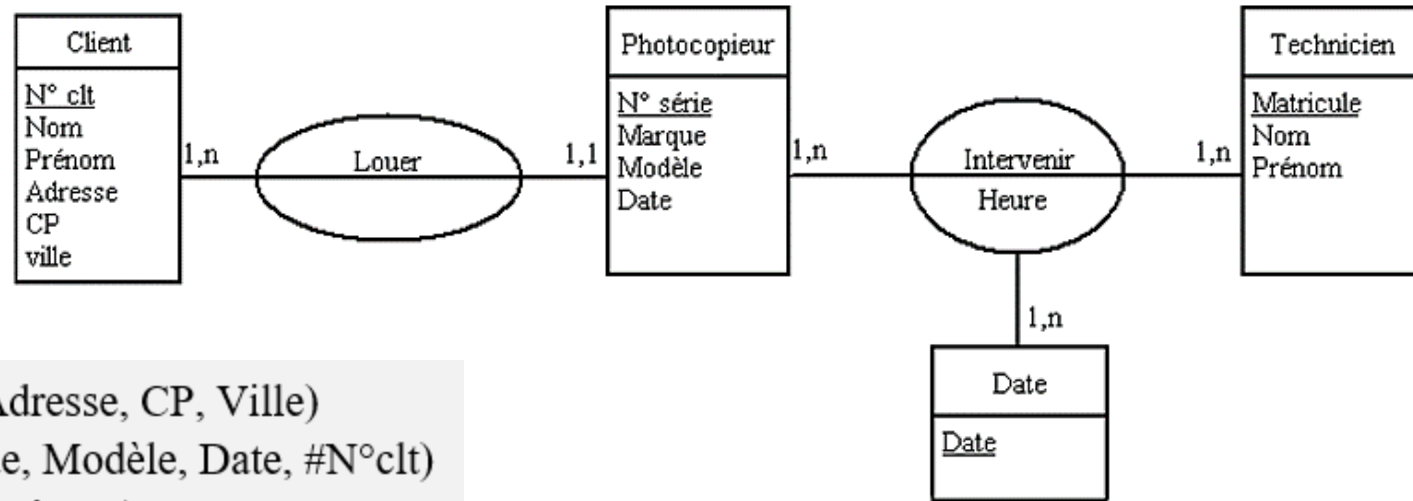 Client
N° clt
Nom
Prénom
Adresse
CP
ville
1,n
Louer
1,1
Photocopieur
N° série
Marque
Modèle
Date
1,n
Intervenir
Heure
1,n
Technicien
Matricule
Nom
Prénom
1,n
Date
Date
Adresse, CP, Ville)
Modèle, Date, #N°clt)